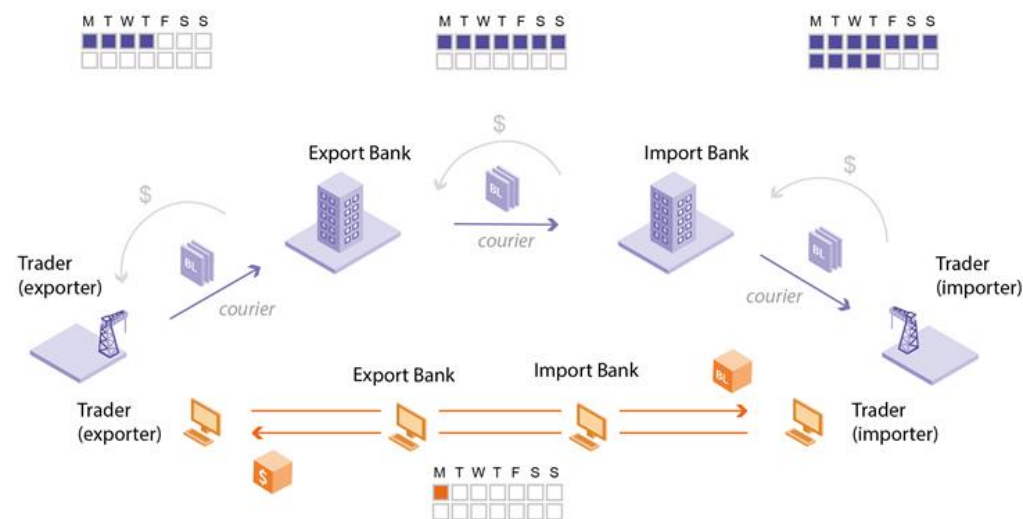 M T W T F S S
M T W T F S S
M T W T F S S
$
Export Bank
Import Bank
$
$
BL
courier
BL
BL
Trader
(exporter)
courier
courier
Trader
(importer)
Export Bank
Import Bank
BL
Trader
(exporter)
Trader
(importer)
$
M T W T F S S